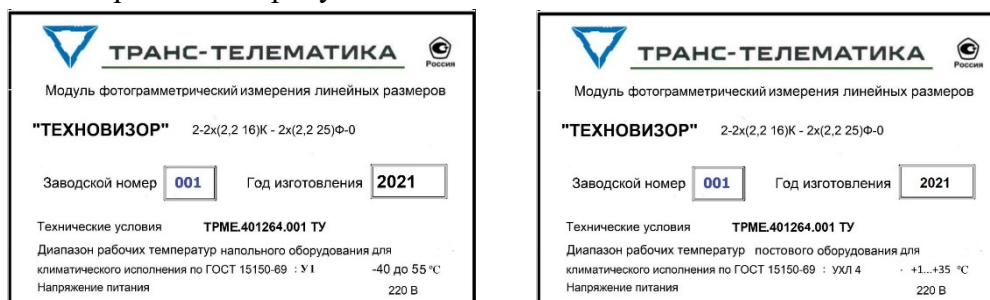 ТРАНС-ТЕЛЕМАТИКА
Россия
Модуль фотограмметрический измерения линейных размеров
"ТЕХНОВИЗОР" 2-2х(2,2 16)К - 2х(2,2 25)Ф-0
Заводской номер 001 Год изготовления 2021
Технические условия ТРМЕ.401264.001 ТУ
Диапазон рабочих температур напольного оборудования для
климатического исполнения по ГОСТ 15150-69 : У1 -40 до 55 °С
Напряжение питания 220 В
ТРАНС-ТЕЛЕМАТИКА
Россия
Модуль фотограмметрический измерения линейных размеров
"ТЕХНОВИЗОР" 2-2х(2,2 16)К - 2х(2,2 25)Ф-0
Заводской номер 001 Год изготовления 2021
Технические условия ТРМЕ.401264.001 ТУ
Диапазон рабочих температур постового оборудования для
климатического исполнения по ГОСТ 15150-69 : УХЛ 4 +1...+35 °С
Напряжение питания 220 В